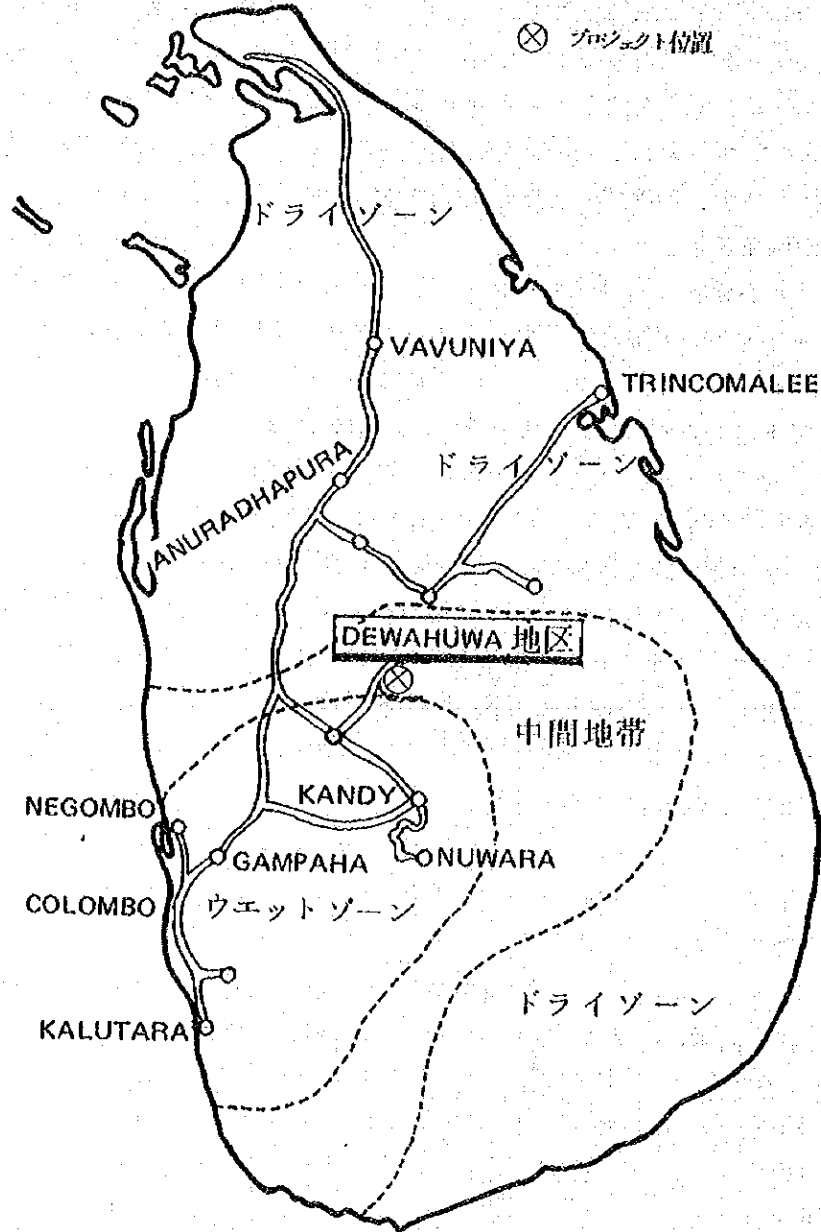 ⊗ プロジェクト位置
ドライゾーン
VAVUNIYA
TRINCOMALEE
ドライゾーン
ANURADHAPURA
DEWAHUWA 地区
中間地帯
KANDY
NEGOMBO
GAMPAHA
NUWARA
COLOMBO
ウエットゾーン
ドライゾーン
KALUTARA